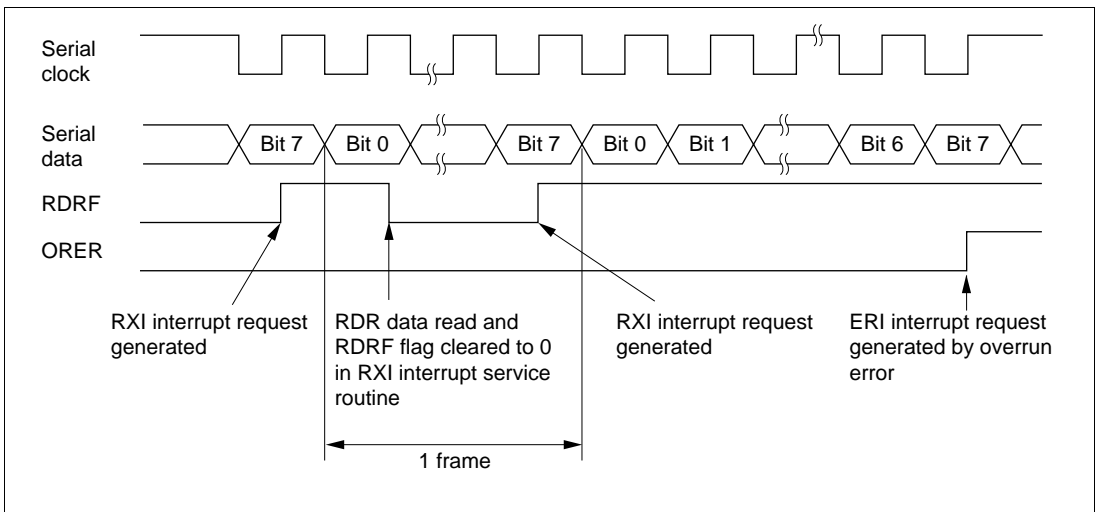 Serial
clock
Serial
data
Bit 7
Bit 0
Bit 7
Bit 0
Bit 1
Bit 6
Bit 7
RDRF
ORER
RXI interrupt request
generated
RDR data read and
RDRF flag cleared to 0
in RXI interrupt service
routine
RXI interrupt request
generated
ERI interrupt request
generated by overrun
error
1 frame